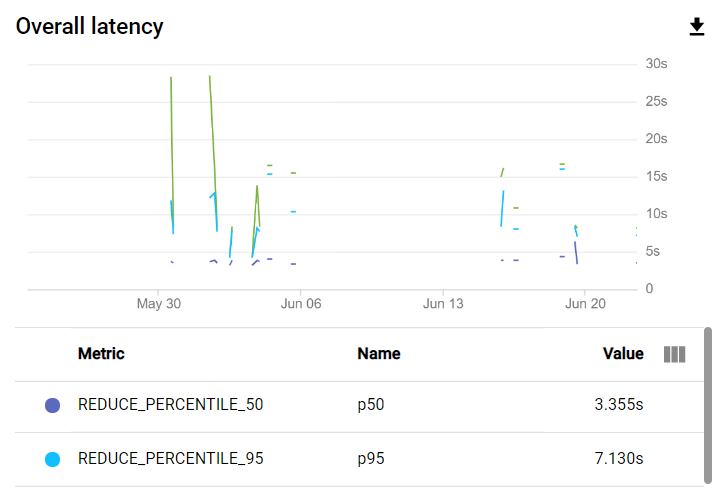 Overall latency
30s
25s
20s
15s
10s
5s
0
May 30 Jun 06 Jun 13 Jun 20
Metric Name Value
REDUCE_PERCENTILE_50 p50 3.355s
REDUCE_PERCENTILE_95 p95 7.130s